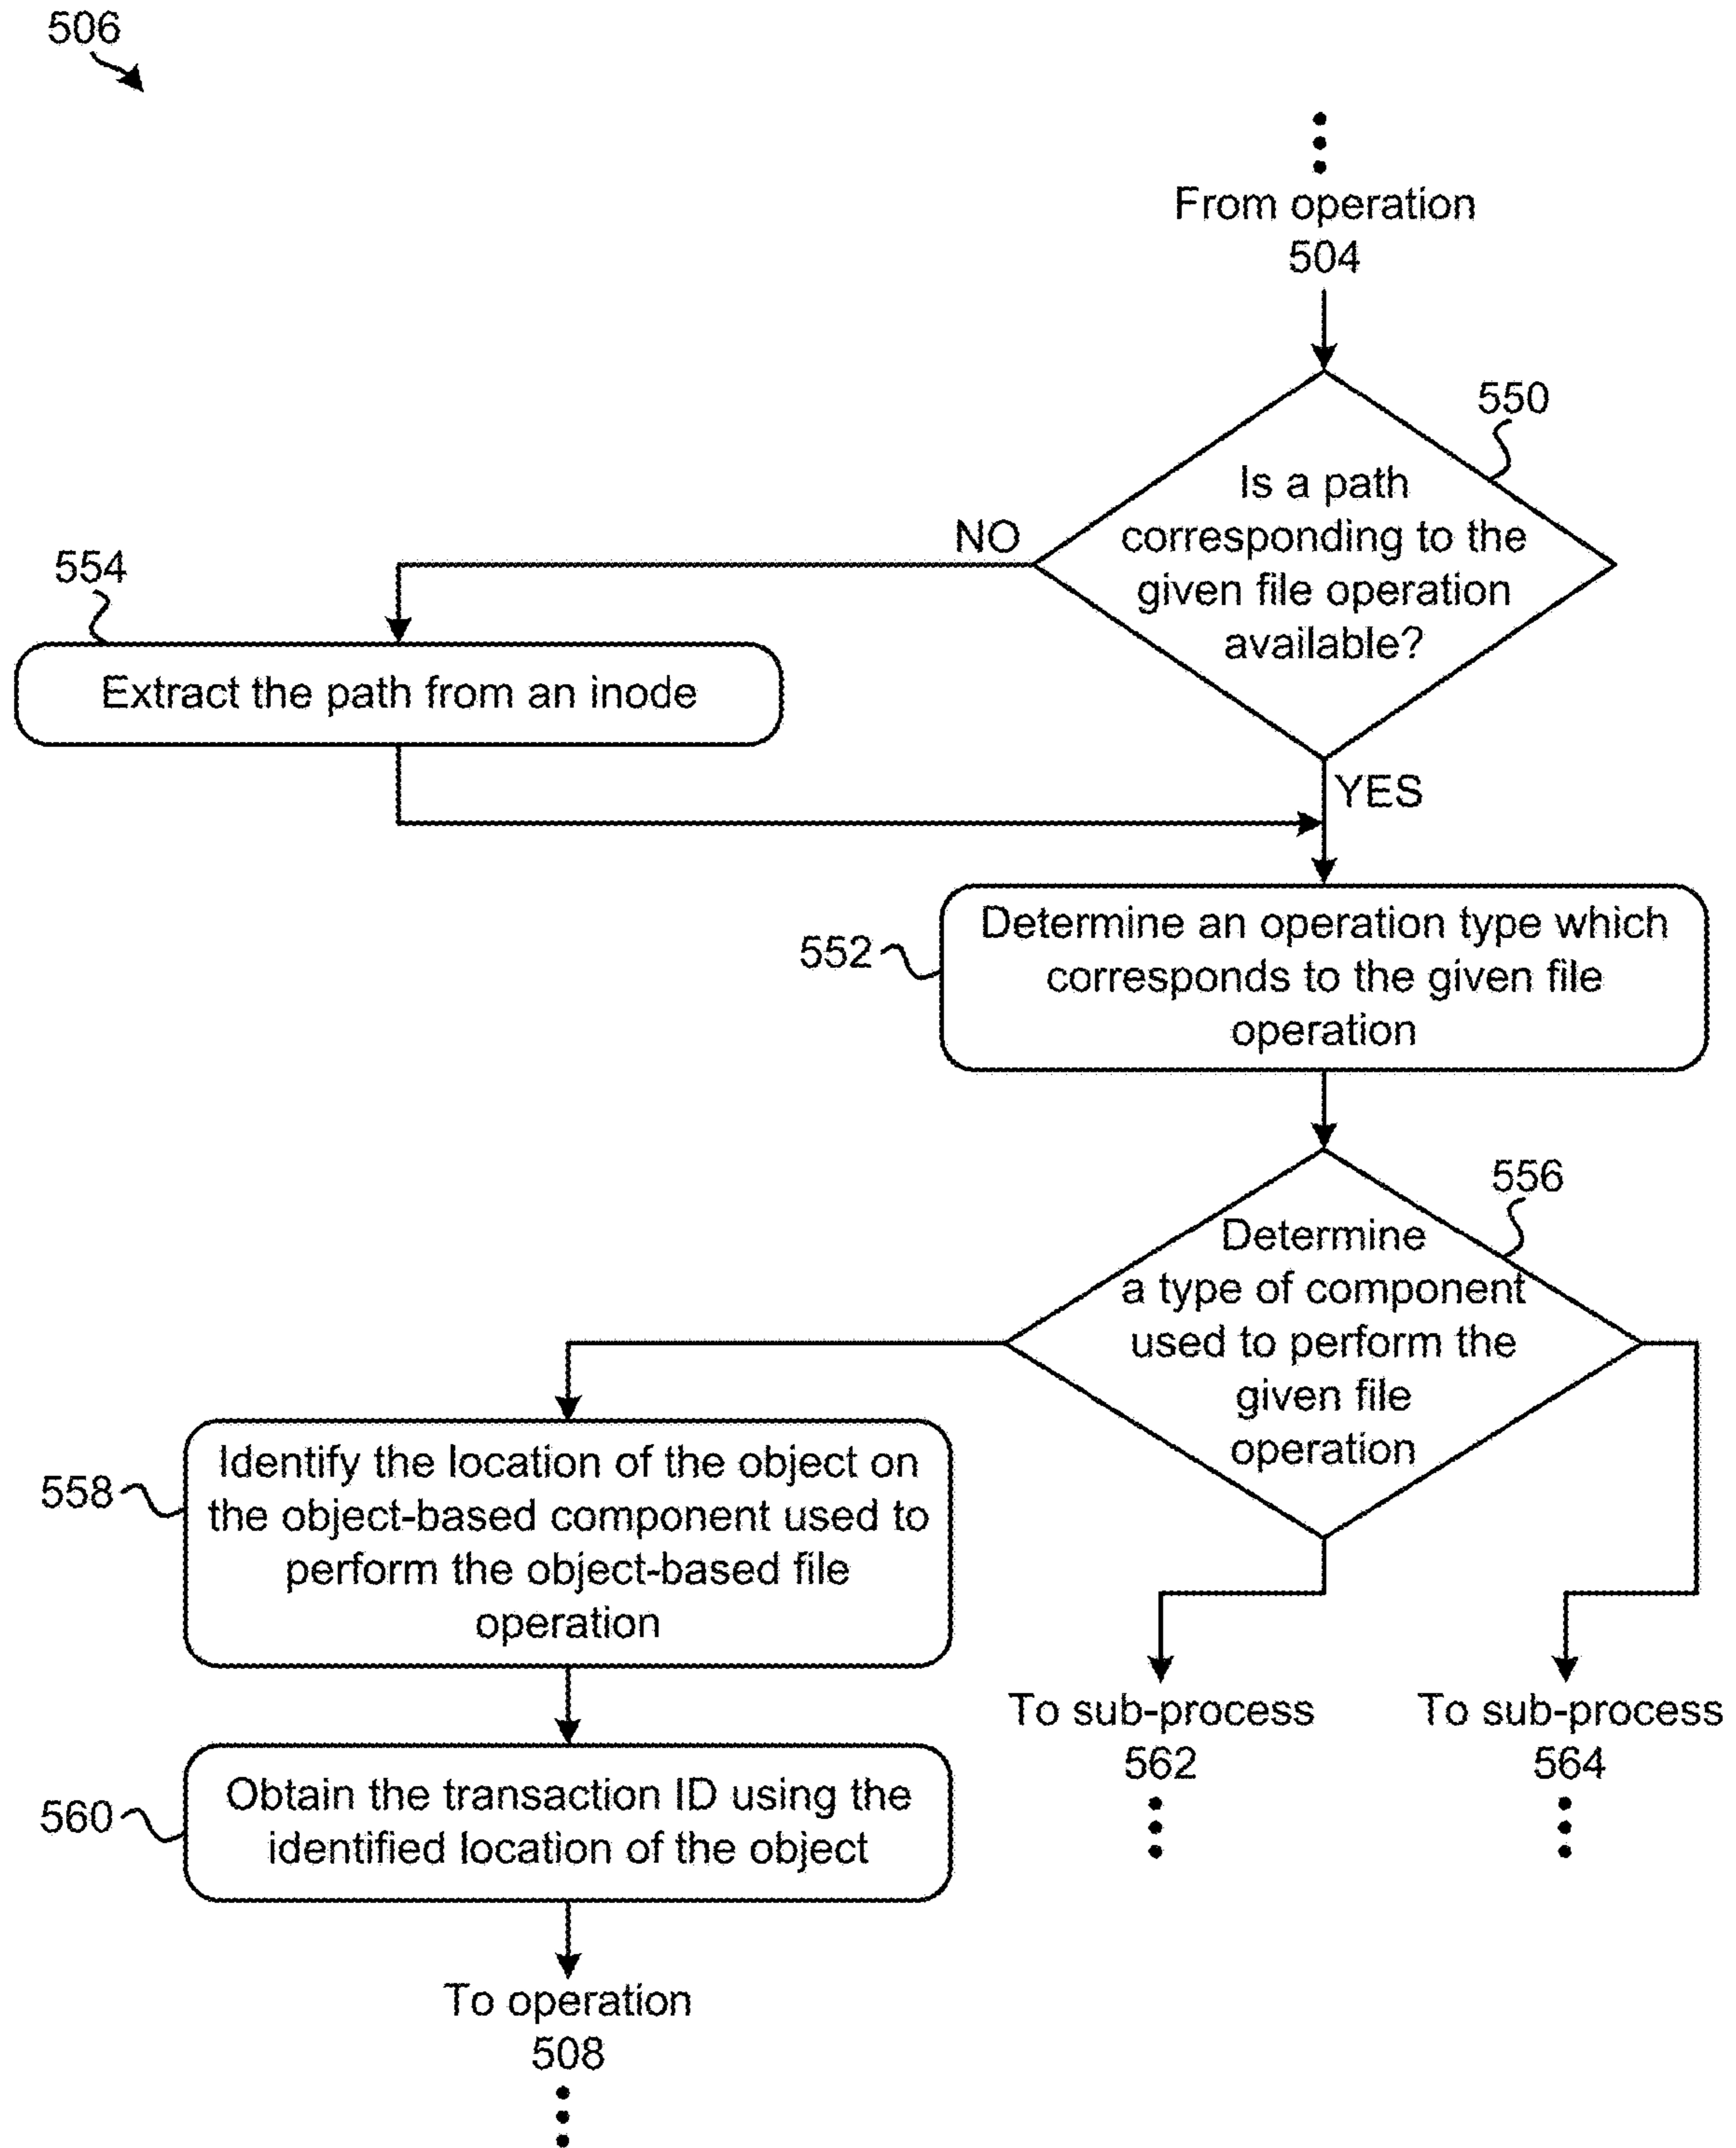 506
From operation
504
550
Is a path
corresponding to the
given file operation
available?
NO
554
Extract the path from an inode
YES
552
Determine an operation type which
corresponds to the given file
operation
556
Determine
a type of component
used to perform the
given file
operation
558
Identify the location of the object on
the object-based component used to
perform the object-based file
operation
To sub-process
562
To sub-process
564
560
Obtain the transaction ID using the
identified location of the object
To operation
508